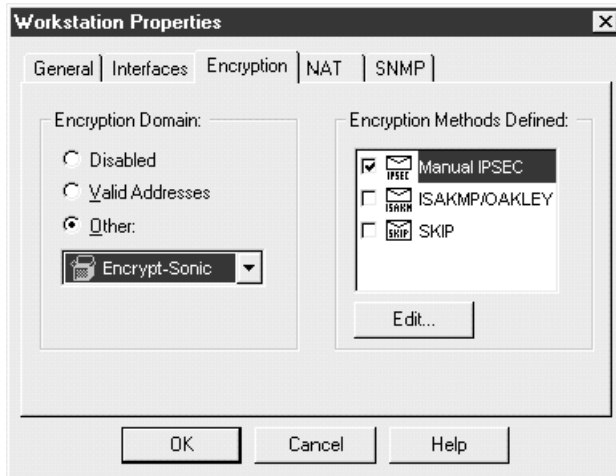 Workstation Properties
General
Interfaces
Encryption
NAT
SNMP
Encryption Domain:
Disabled
Valid Addresses
Other:
Encrypt-Sonic
Encryption Methods Defined:
IPSEC Manual IPSEC
ISAKM ISAKMP/OAKLEY
SKIP SKIP
Edit...
OK
Cancel
Help